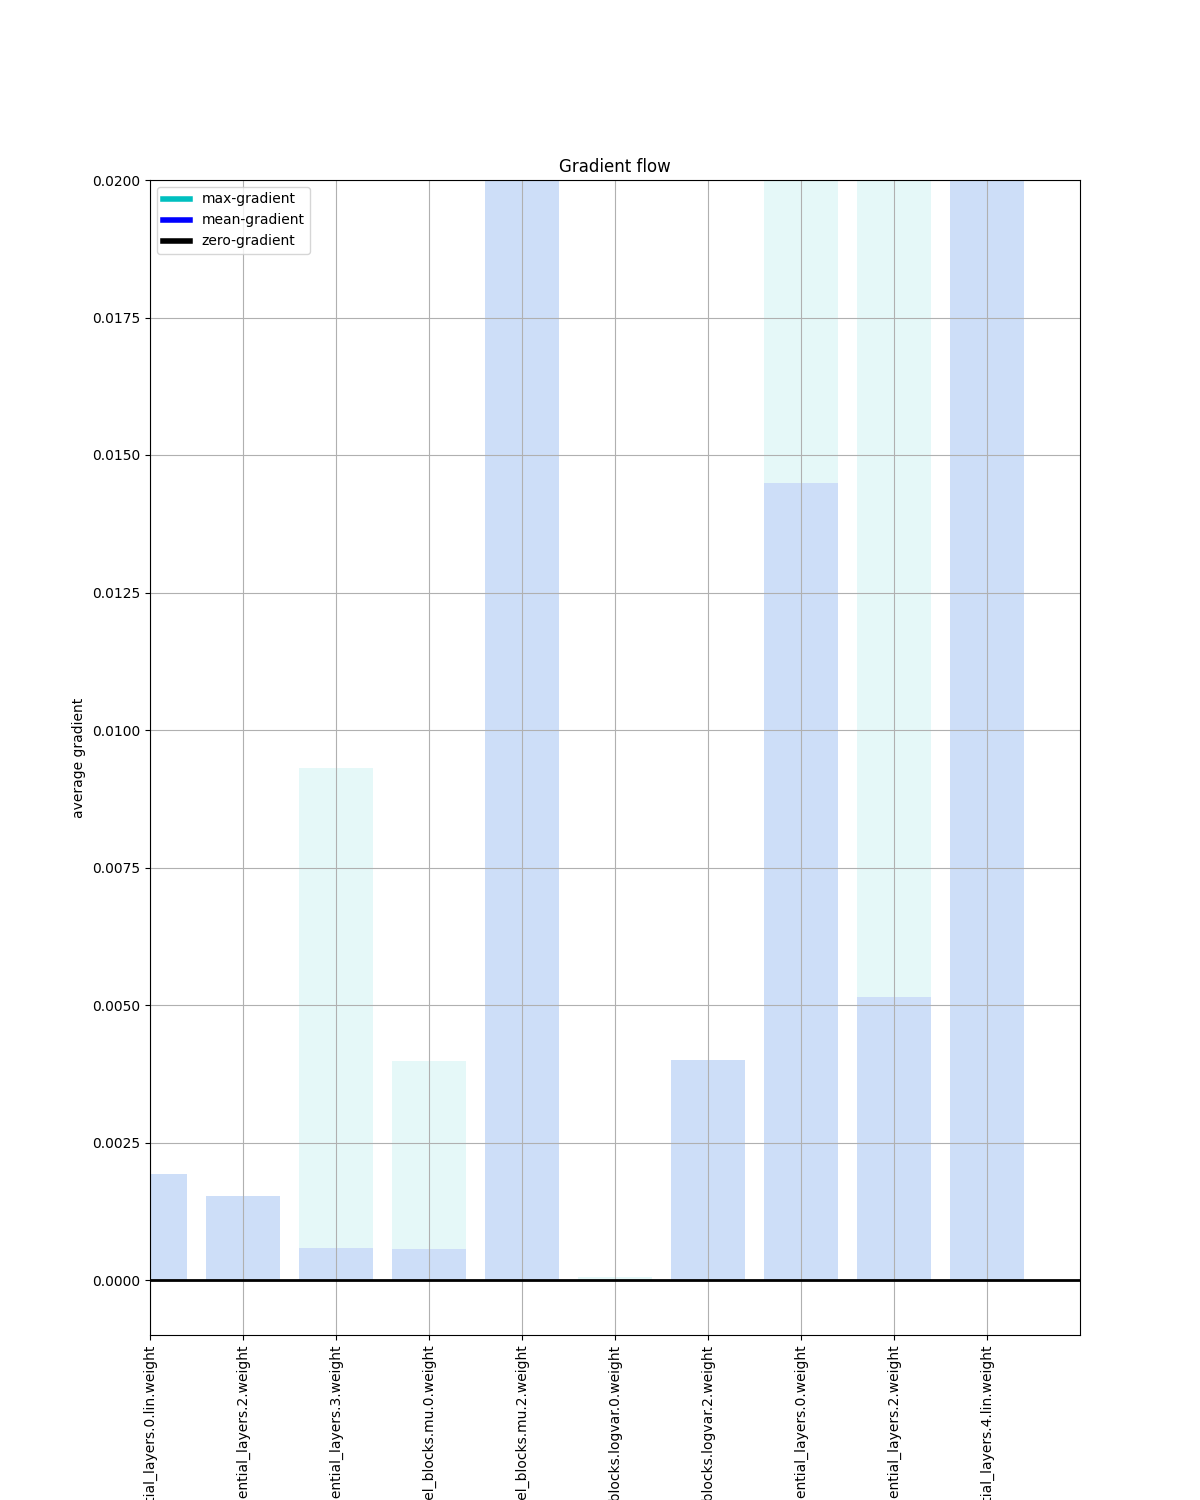 Gradient flow
max-gradient
mean-gradient
zero-gradient
0.0200
0.0175
0.0150
0.0125
0.0100
0.0075
0.0050
0.0025
0.0000
average gradient
tial_layers.0.lin.weight
ential_layers.2.weight
ential_layers.3.weight
el_blocks.mu.0.weight
el_blocks.mu.2.weight
blocks.logvar.0.weight
blocks.logvar.2.weight
ential_layers.0.weight
ential_layers.2.weight
tial_layers.4.lin.weight